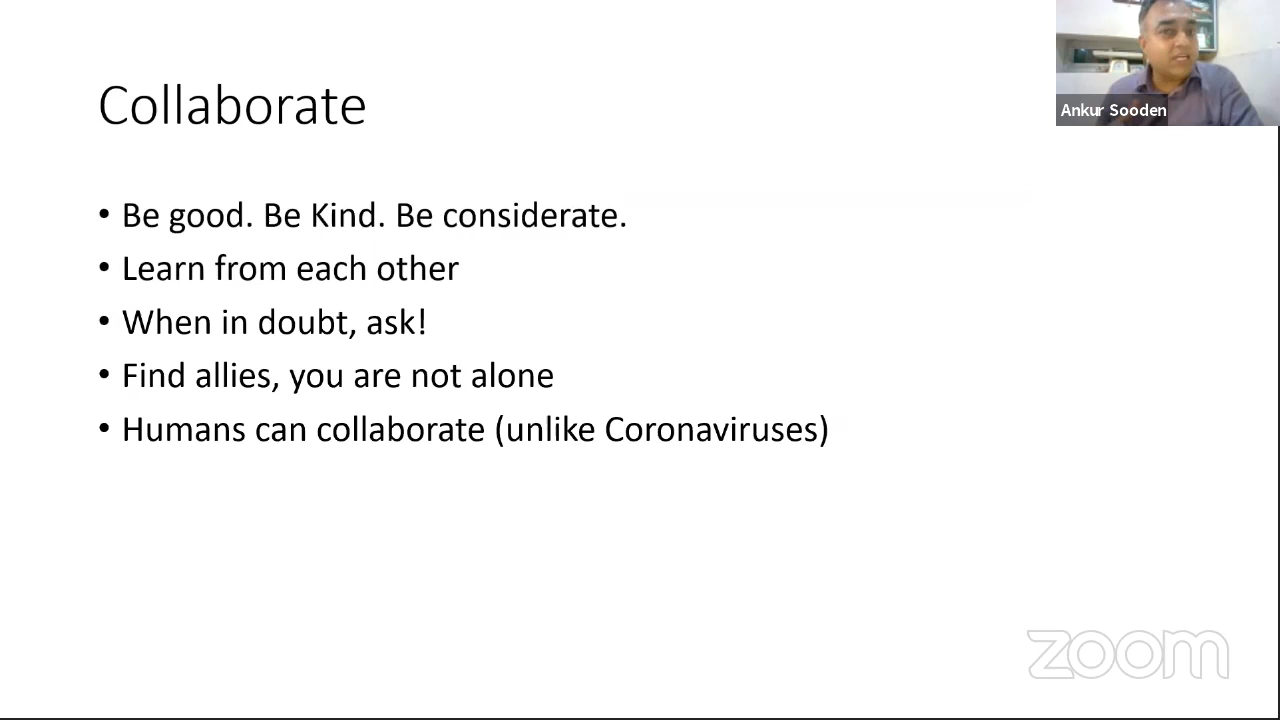 Collaborate
Ankur Sooden
• Be good. Be Kind. Be considerate.
• Learn from each other
• When in doubt, ask!
• Find allies, you are not alone
• Humans can collaborate (unlike Coronaviruses)
zoom